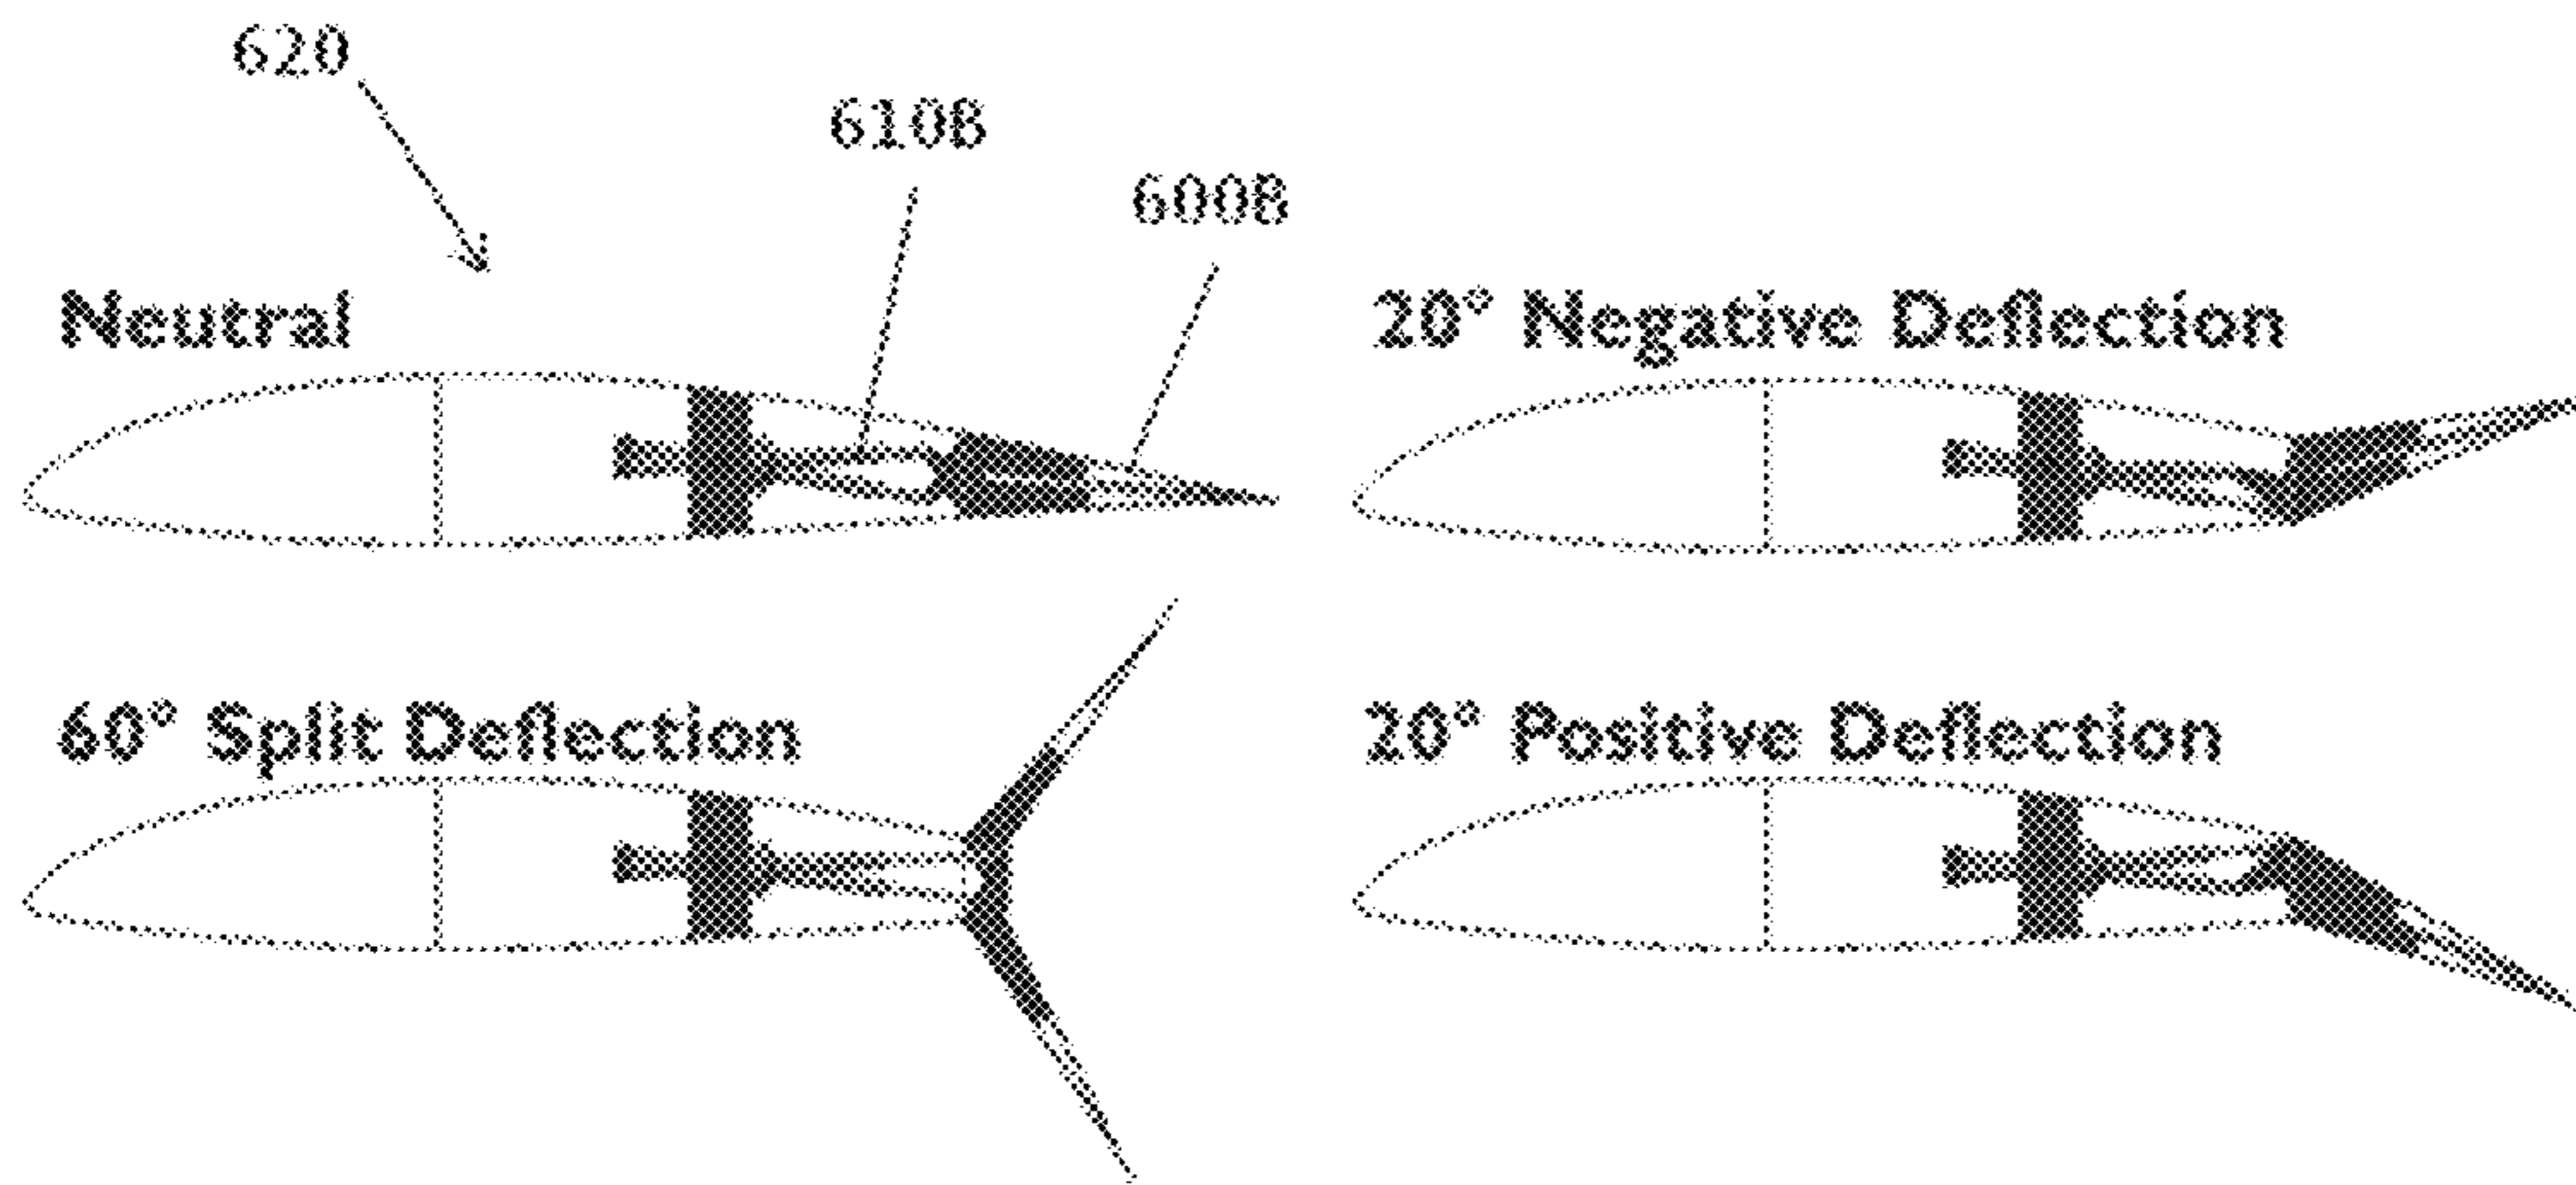 620
610B
600B
Neutral
20° Negative Deflection
60° Split Deflection
20° Positive Deflection